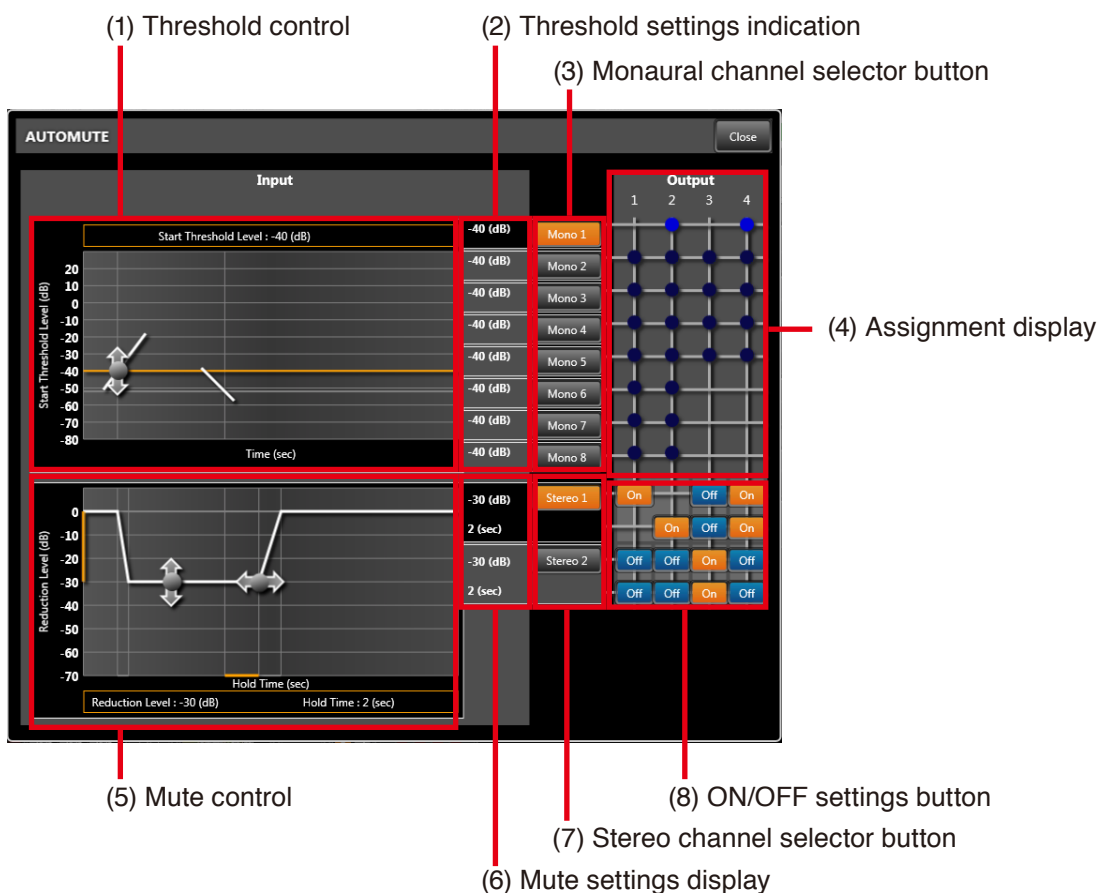 (1) Threshold control
(2) Threshold settings indication
(3) Monaural channel selector button
AUTOMUTE
Close
Input
Output
1 2 3 4
Start Threshold Level : -40 (dB)
Start Threshold Level (dB)
20
10
0
-10
-20
-30
-40
-50
-60
-70
-80
Time (sec)
-40 (dB) Mono 1
-40 (dB) Mono 2
-40 (dB) Mono 3
-40 (dB) Mono 4
-40 (dB) Mono 5
-40 (dB) Mono 6
-40 (dB) Mono 7
-40 (dB) Mono 8
(4) Assignment display
Reduction Level (dB)
0
-10
-20
-30
-40
-50
-60
-70
Hold Time (sec)
Reduction Level : -30 (dB) Hold Time : 2 (sec)
-30 (dB) Stereo 1 On Off On
2 (sec) On Off On
-30 (dB) Stereo 2 Off Off On Off
2 (sec) Off Off On Off
(5) Mute control
(8) ON/OFF settings button
(7) Stereo channel selector button
(6) Mute settings display